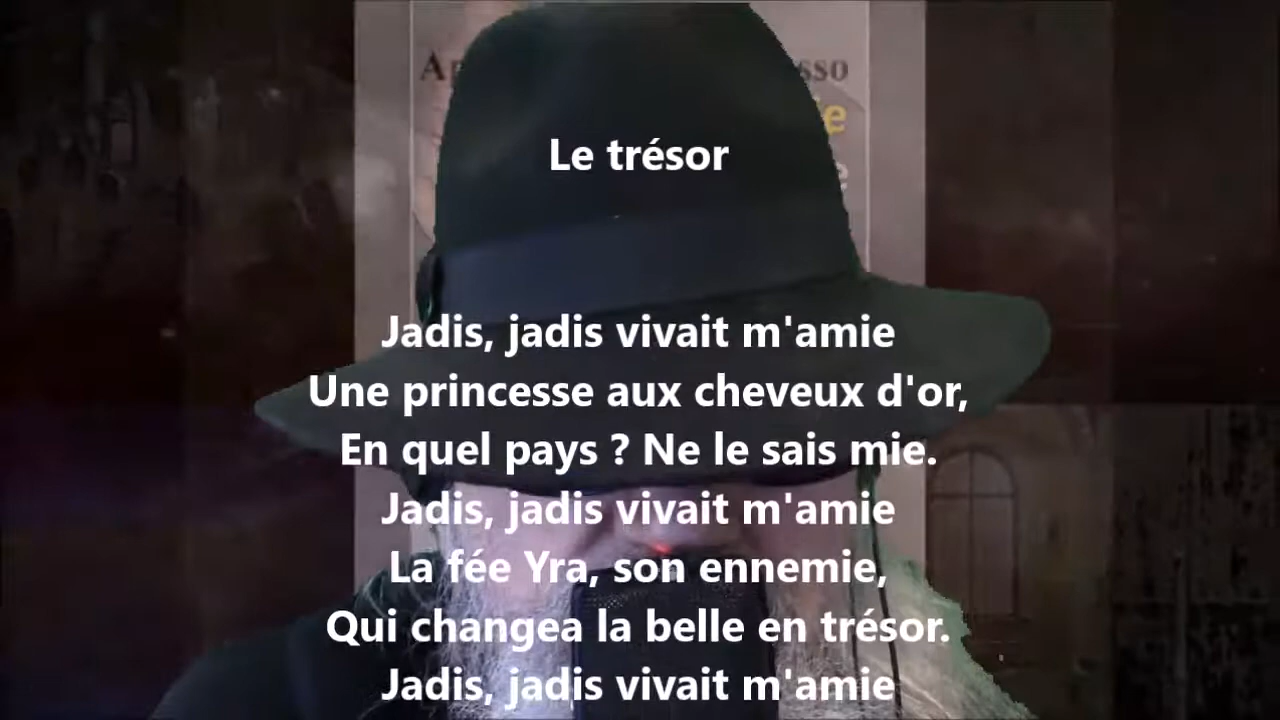 Le trésor
Jadis, jadis vivait m'amie
Une princesse aux cheveux d'or,
En quel pays ? Ne le sais mie.
Jadis, jadis vivait m'amie
La fée Yra, son ennemie,
Qui changea la belle en trésor.
Jadis, jadis vivait m'amie